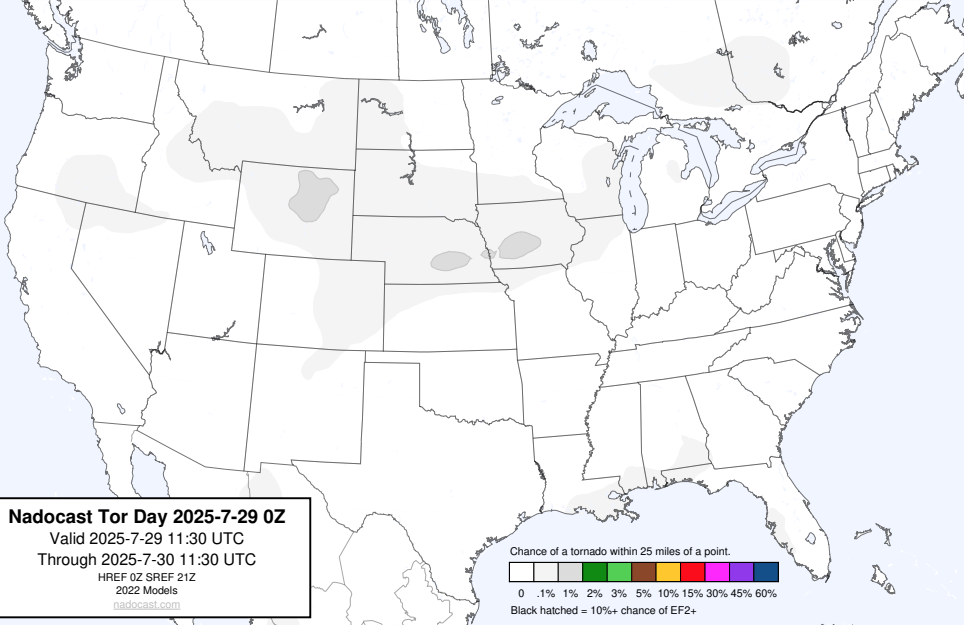 Nadocast Tor Day 2025-7-29 0Z
Valid 2025-7-29 11:30 UTC
Through 2025-7-30 11:30 UTC
HREF 0Z SREF 21Z
2022 Models
nadocast.com
Chance of a tornado within 25 miles of a point.
0 .1% 1% 2% 3% 5% 10% 15% 30% 45% 60%
Black hatched = 10%+ chance of EF2+